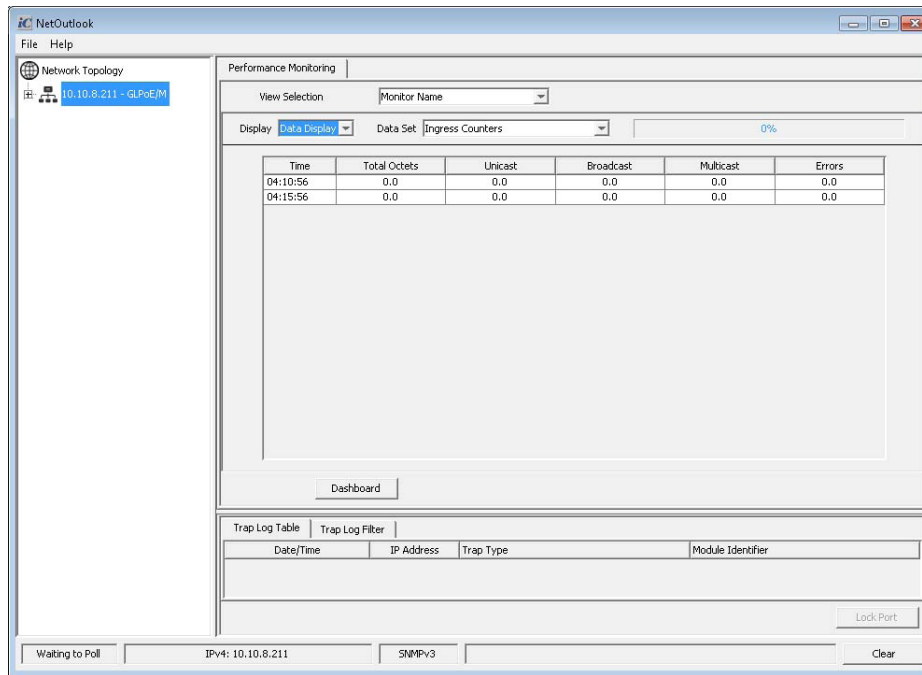 iC NetOutlook
File Help
Network Topology
10.10.8.211 - GLPoE/M
Performance Monitoring
View Selection Monitor Name
Display Data Display Data Set Ingress Counters 0%
Time Total Octets Unicast Broadcast Multicast Errors
04:10:56 0.0 0.0 0.0 0.0 0.0
04:15:56 0.0 0.0 0.0 0.0 0.0
Dashboard
Trap Log Table Trap Log Filter
Date/Time IP Address Trap Type Module Identifier
Lock Port
Waiting to Poll IPv4: 10.10.8.211 SNMPv3 Clear